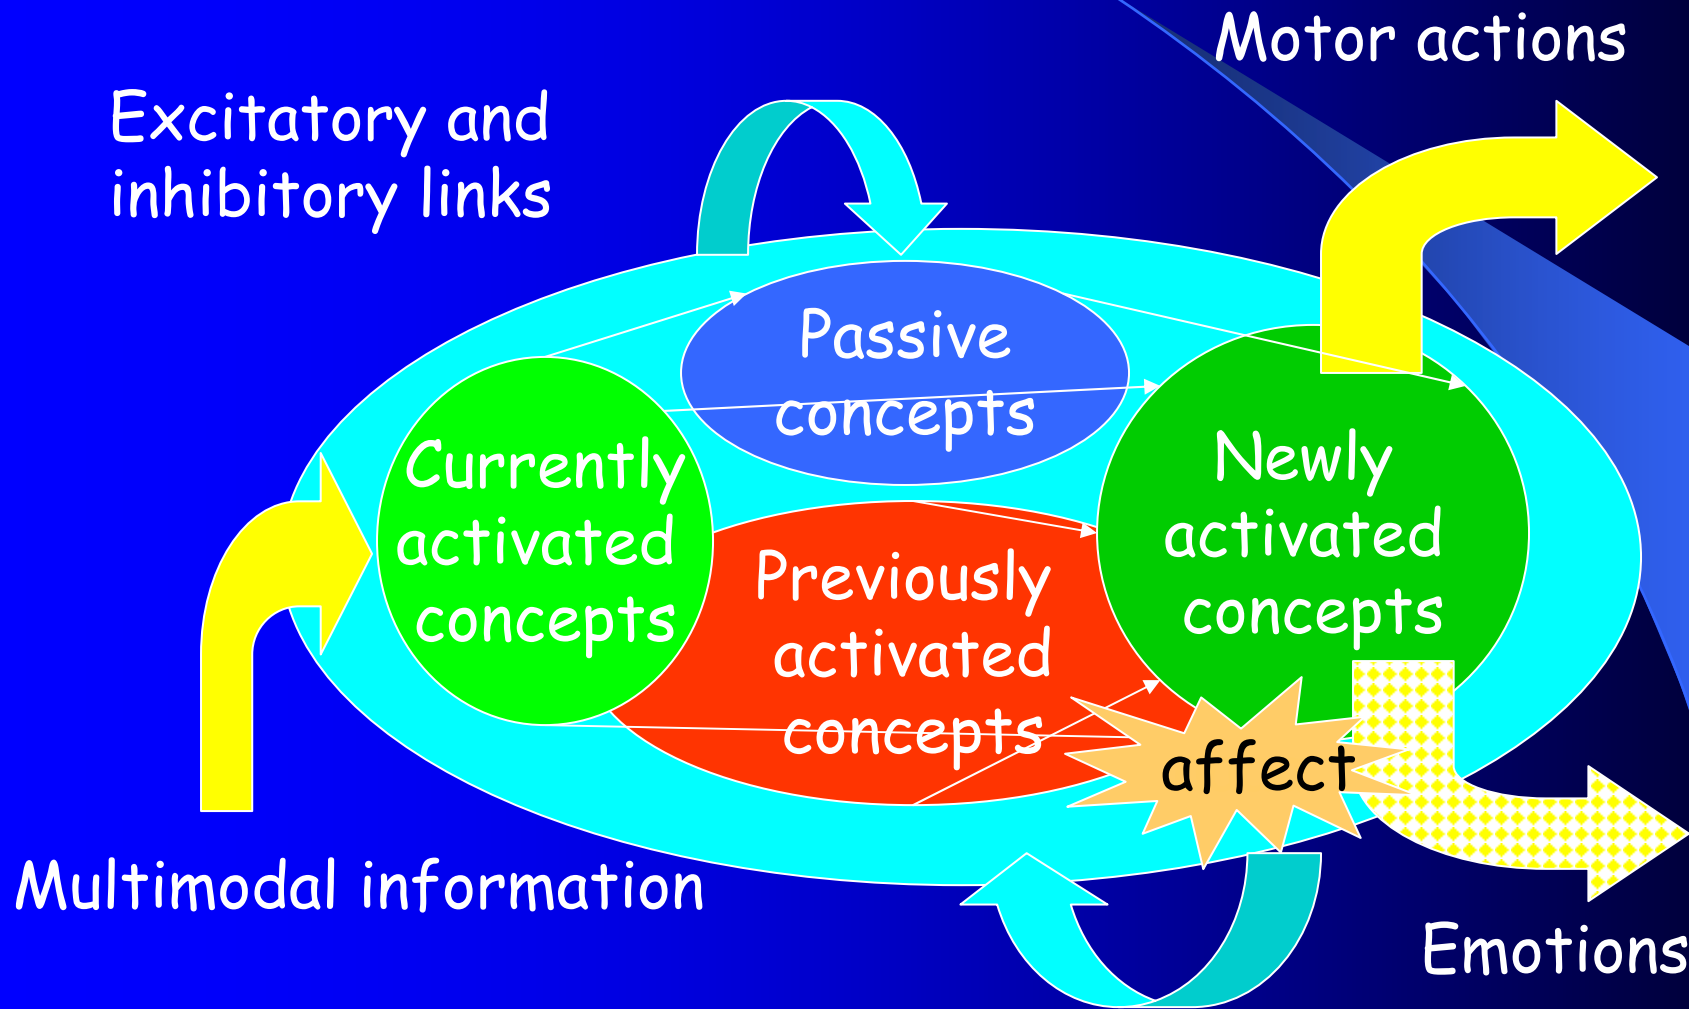 Motor actions
Excitatory and
inhibitory links
Passive
concepts
Currently
activated
concepts
Newly
activated
concepts
Previously
activated
concepts
affect
Multimodal information
Emotions